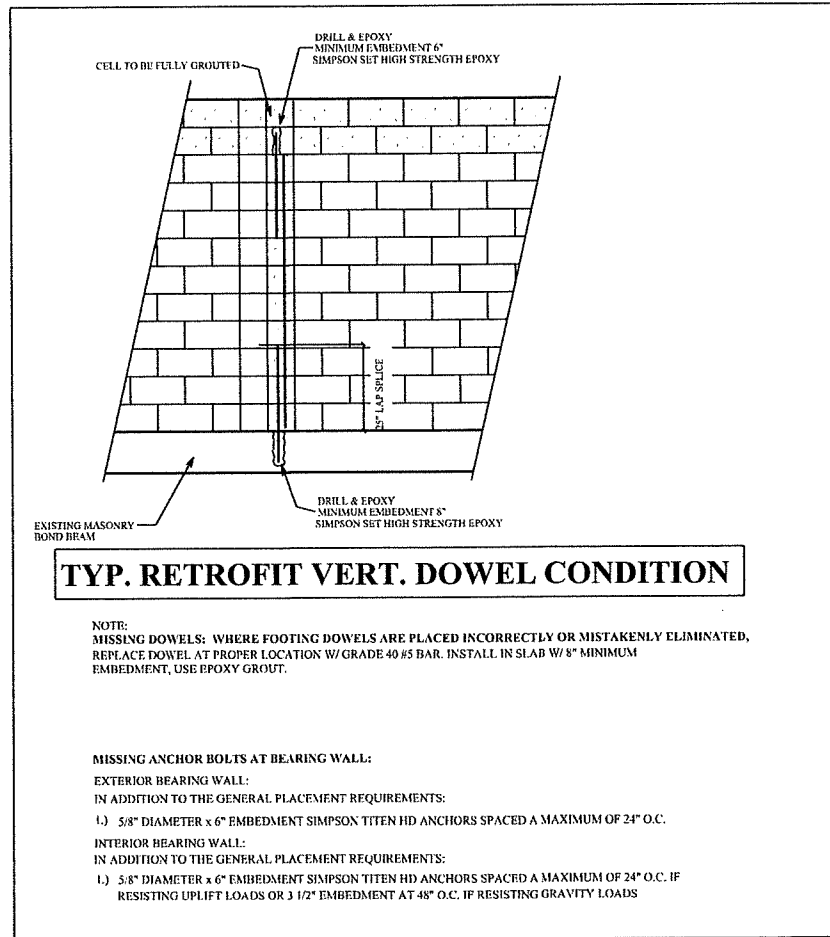 DRILL & EPOXY
MINIMUM EMBEDMENT 6"
SIMPSON SET HIGH STRENGTH EPOXY
CELL TO BE FULLY GROUTED
25" LAP SPLICE
DRILL & EPOXY
MINIMUM EMBEDMENT 8"
SIMPSON SET HIGH STRENGTH EPOXY
EXISTING MASONRY
BOND BEAM
TYP. RETROFIT VERT. DOWEL CONDITION
NOTE:
MISSING DOWELS: WHERE FOOTING DOWELS ARE PLACED INCORRECTLY OR MISTAKENLY ELIMINATED,
REPLACE DOWEL AT PROPER LOCATION W/ GRADE 40 #5 BAR. INSTALL IN SLAB W/ 8" MINIMUM
EMBEDMENT, USE EPOXY GROUT.
MISSING ANCHOR BOLTS AT BEARING WALL:
EXTERIOR BEARING WALL:
IN ADDITION TO THE GENERAL PLACEMENT REQUIREMENTS:
1.) 5/8" DIAMETER x 6" EMBEDMENT SIMPSON TITEN HD ANCHORS SPACED A MAXIMUM OF 24" O.C.
INTERIOR BEARING WALL:
IN ADDITION TO THE GENERAL PLACEMENT REQUIREMENTS:
1.) 5/8" DIAMETER x 6" EMBEDMENT SIMPSON TITEN HD ANCHORS SPACED A MAXIMUM OF 24" O.C. IF
RESISTING UPLIFT LOADS OR 3 1/2" EMBEDMENT AT 48" O.C. IF RESISTING GRAVITY LOADS